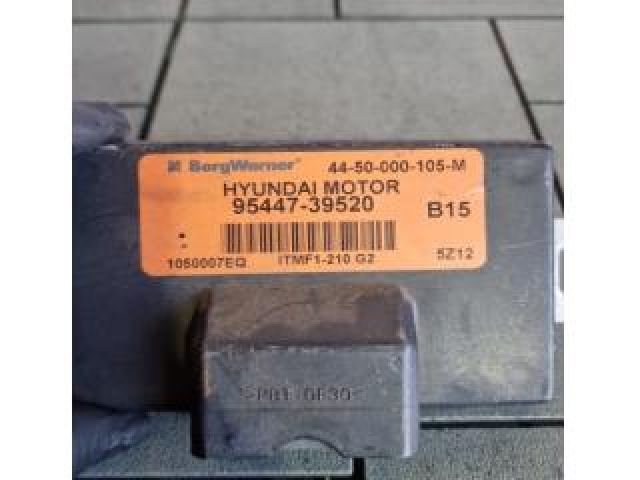 BorgWarner 44-50-000-105-M
HYUNDAI MOTOR
95447-39520 B15
1050007EQ ITMF1-210 G2 5Z12